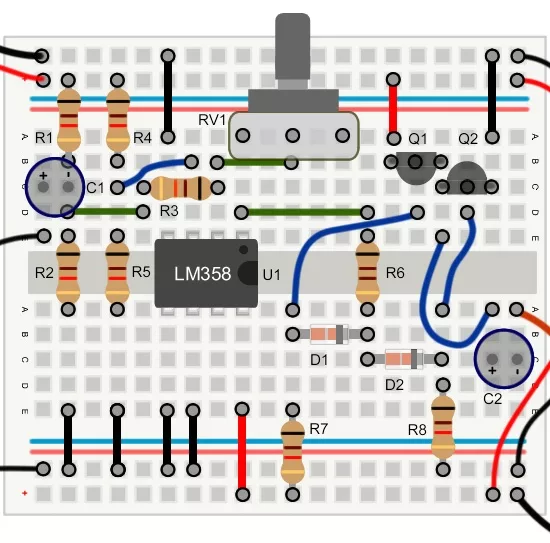 +
RV1
R1
R4
A
Q1
Q2
A
B
B
+
-
C1
C
C
R3
D
D
E
E
R2
R5
LM358
U1
R6
A
A
B
B
D1
C
C
D2
+
-
D
D
C2
E
E
R7
R8
+